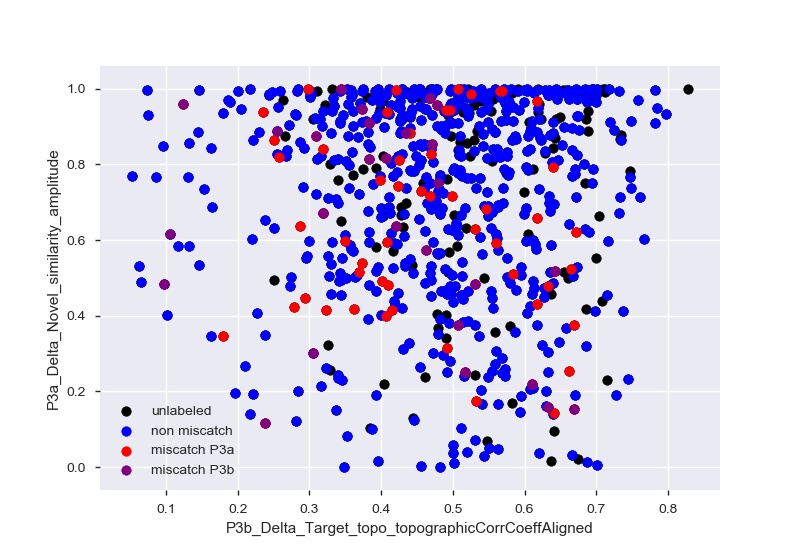 1.0
0.8
0.6
0.4
0.2
0.0
P3a_Delta_Novel_similarity_amplitude
unlabeled
non miscatch
miscatch P3a
miscatch P3b
0.1 0.2 0.3 0.4 0.5 0.6 0.7 0.8
P3b_Delta_Target_topo_topographicCorrCoeffAligned